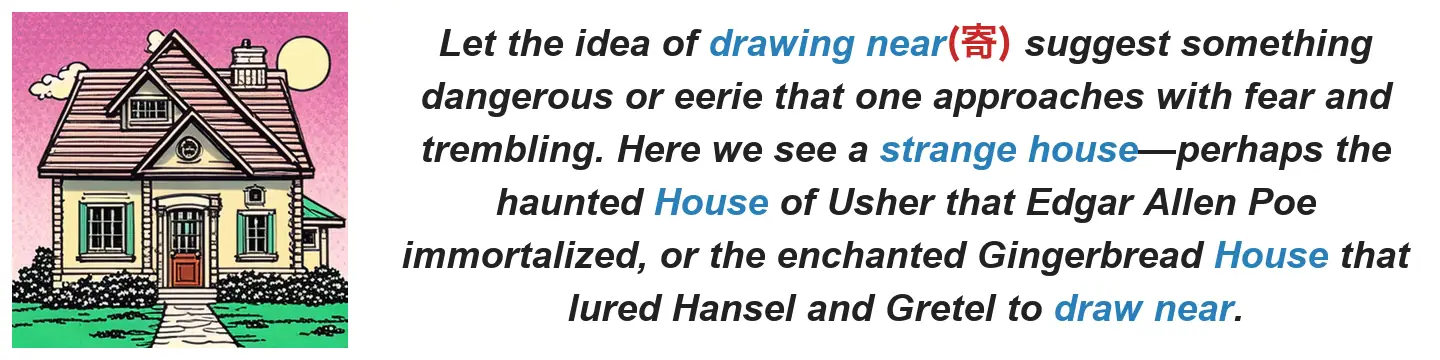 Let the idea of drawing near(寄) suggest something
dangerous or eerie that one approaches with fear and
trembling. Here we see a strange house—perhaps the
haunted House of Usher that Edgar Allen Poe
immortalized, or the enchanted Gingerbread House that
lured Hansel and Gretel to draw near.